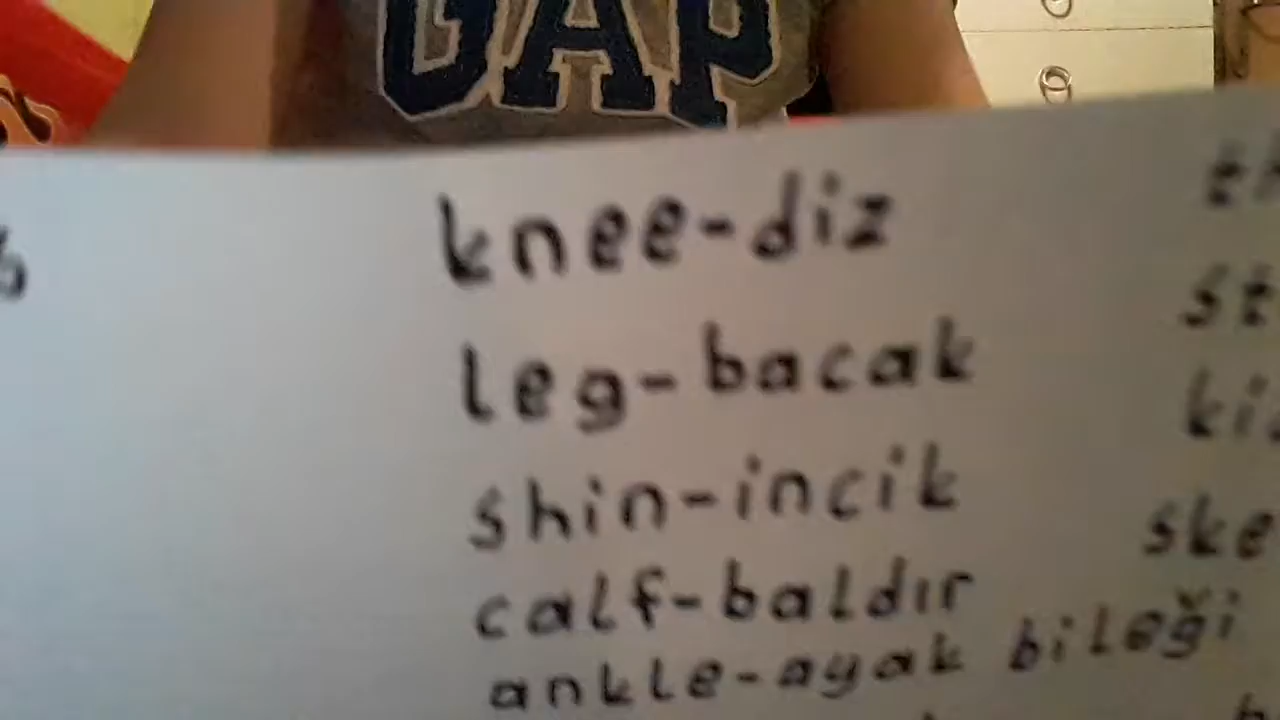 GAP
knee-diz
leg-bacak
shin-incik
calf-baldır
ankle-ayak bileği